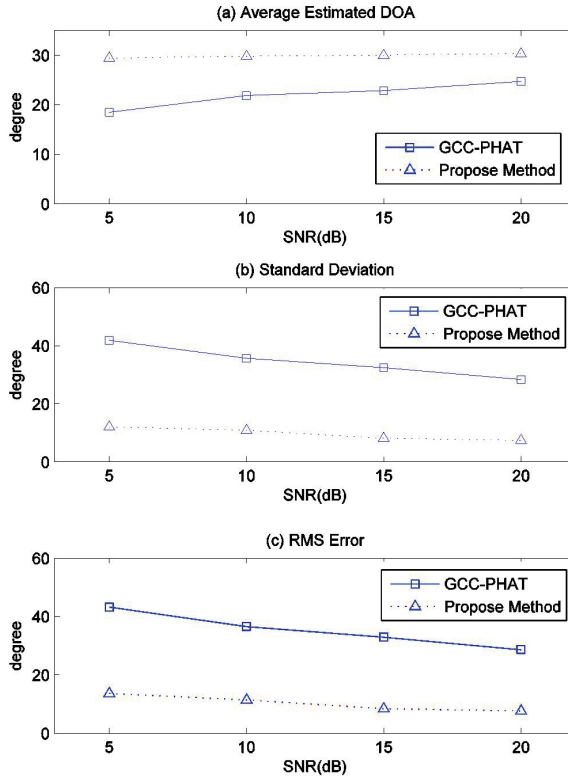 (a) Average Estimated DOA
30
20
10
0
degree
GCC-PHAT
Propose Method
5 10 15 20
SNR(dB)
(b) Standard Deviation
60
40
20
0
degree
GCC-PHAT
Propose Method
5 10 15 20
SNR(dB)
(c) RMS Error
60
40
20
0
degree
GCC-PHAT
Propose Method
5 10 15 20
SNR(dB)